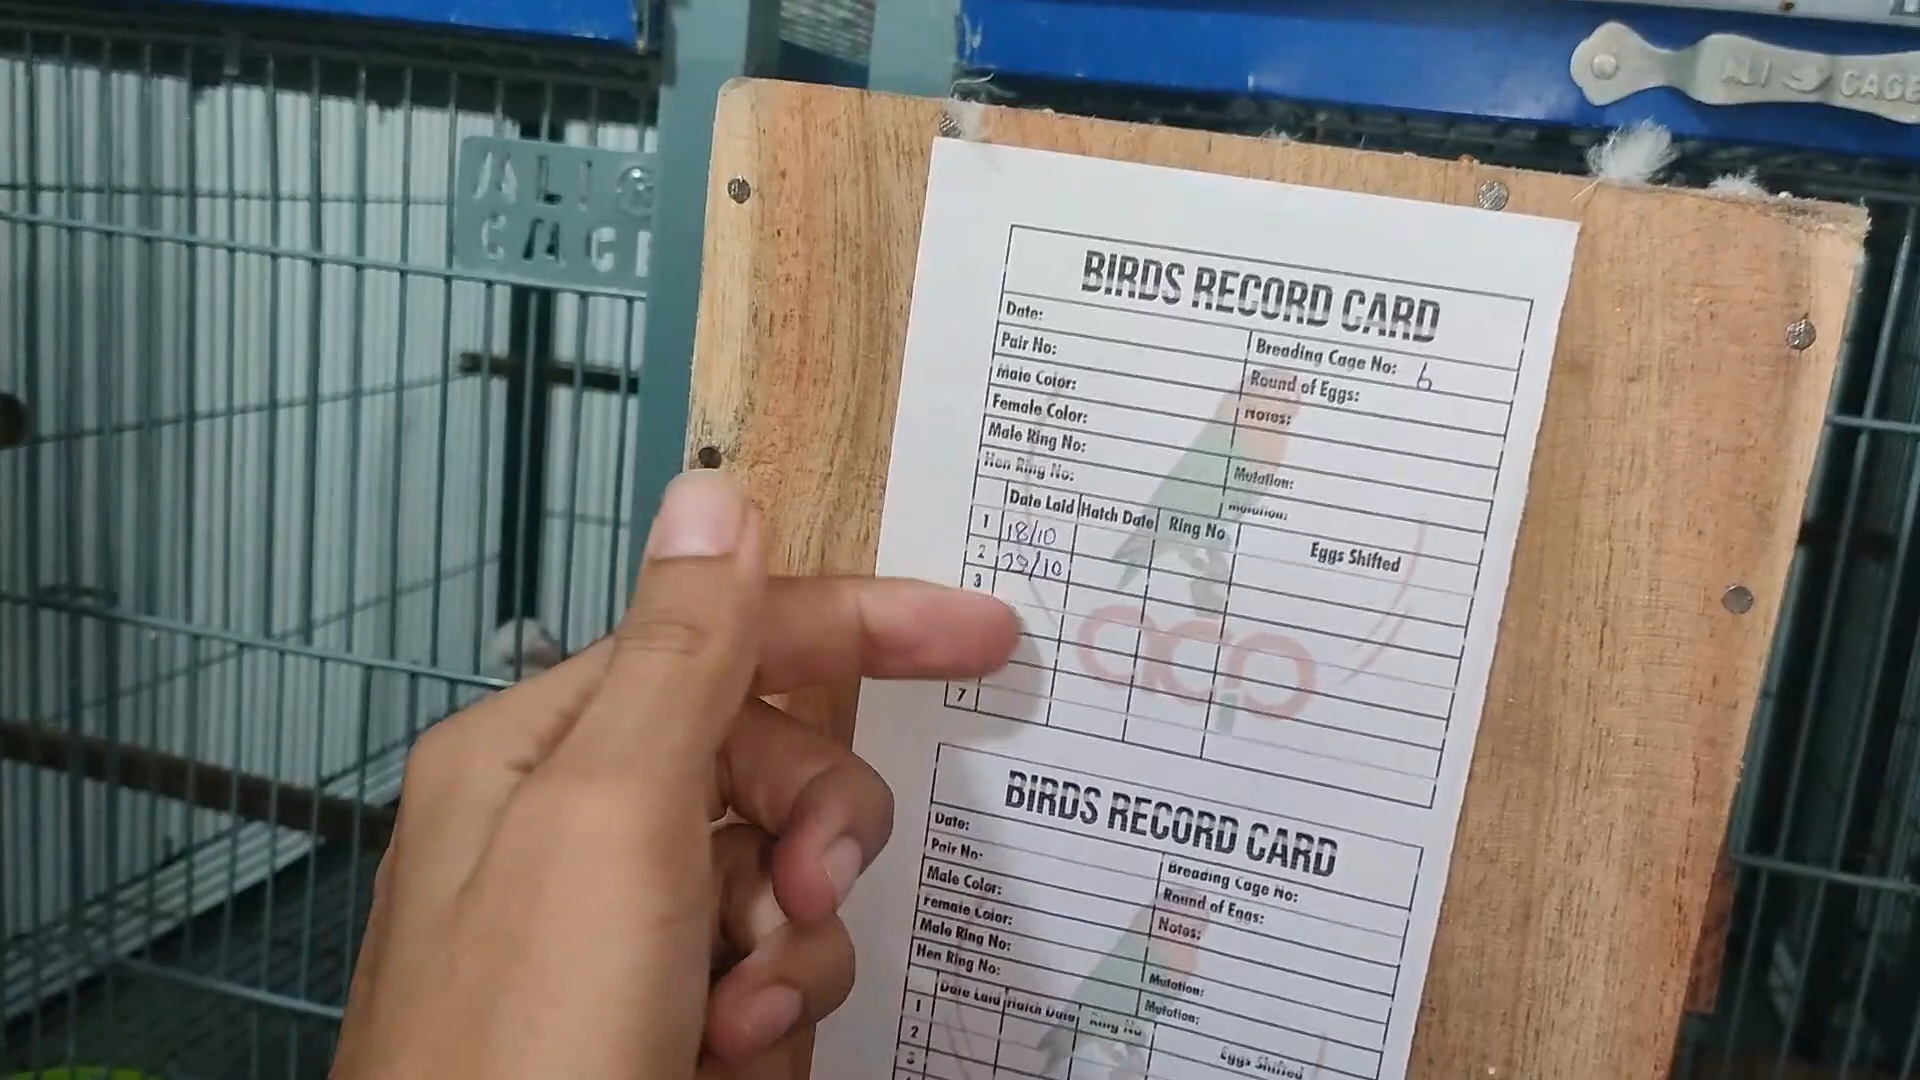 ALI
CAGE
ALI CAGE
BIRDS RECORD CARD
Date:
Pair No:
Breading Cage No: 6
Male Color:
Round of Eggs:
Female Color:
Notes:
Male Ring No:
Hen Ring No:
Mutation:
Mutation:
Date Laid Hatch Date Ring No Eggs Shifted
1 18/10
2 29/10
3
7
acp
BIRDS RECORD CARD
Date:
Pair No:
Breading Cage No:
Male Color:
Round of Eggs:
Female Color:
Notes:
Male Ring No:
Hen Ring No:
Mutation:
Mutation:
Date Laid Hatch Date Ring No Eggs Shifted
1
2
3